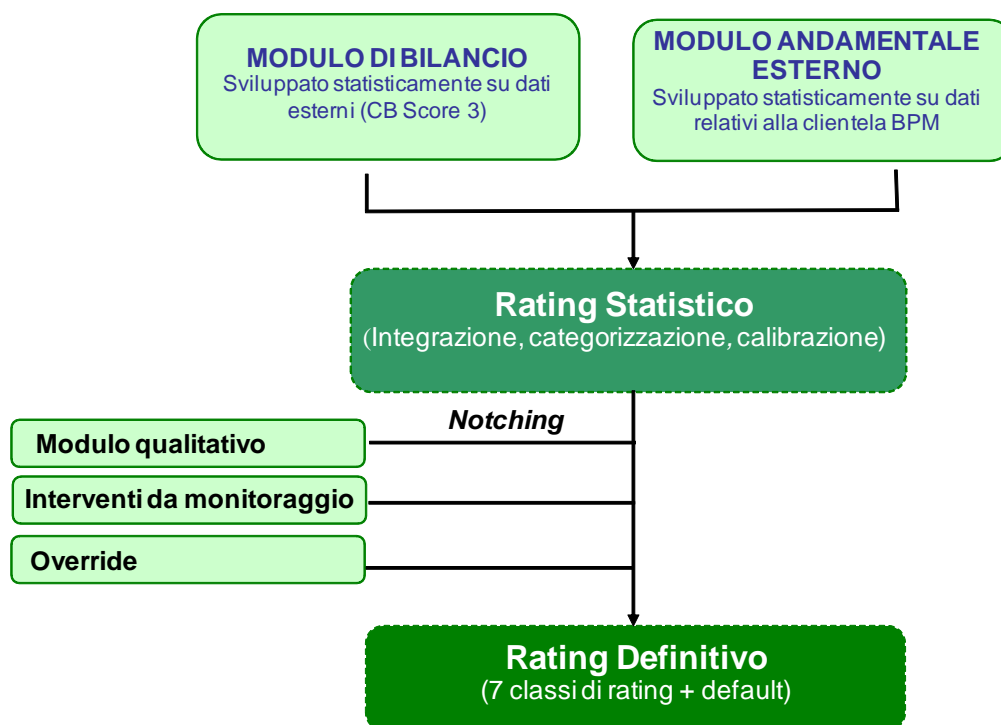 MODULO DI BILANCIO
Sviluppato statisticamente su dati
esterni (CB Score 3)
MODULO ANDAMENTALE
ESTERNO
Sviluppato statisticamente su dati
relativi alla clientela BPM
Rating Statistico
(Integrazione, categorizzazione, calibrazione)
Notching
Modulo qualitativo
Interventi da monitoraggio
Override
Rating Definitivo
(7 classi di rating + default)